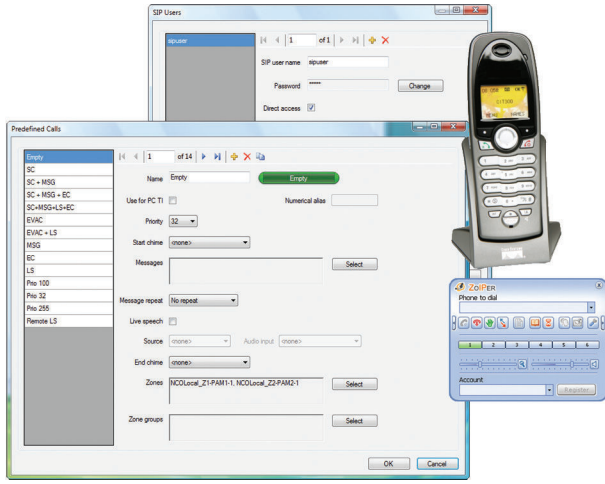 SIP Users
sipuser
1 of 1
SIP user name sipuser
Password ***** Change
Direct access
Predefined Calls
Empty
SC
SC + MSG
SC + MSG + EC
SC+MSG+LS+EC
EVAC
EVAC + LS
MSG
EC
LS
Prio 100
Prio 32
Prio 255
Remote LS
1 of 14
Name Empty Empty
Use for PC TI Numerical alias
Priority 32
Start chime <none>
Messages Select
Message repeat No repeat
Live speech
Source <none> Audio input <none>
End chime <none>
Zones NCOLocal_Z1-PAM1-1, NCOLocal_Z2-PAM2-1 Select
Zone groups Select
OK Cancel
MENU NAME
ZOIPER
Phone to dial
1 2 3 4 5 6
Account
Register